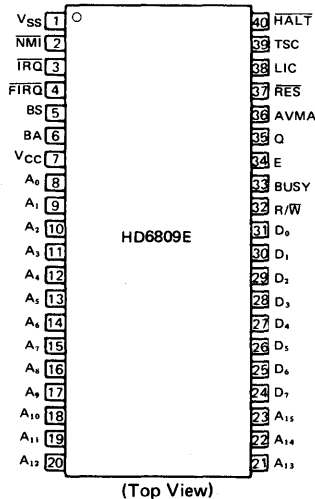 VSS 1 40 HALT
NMI 2 39 TSC
IRQ 3 38 LIC
FIRQ 4 37 RES
BS 5 36 AVMA
BA 6 35 Q
VCC 7 34 E
A0 8 33 BUSY
A1 9 32 R/W
A2 10 31 D0
A3 11 30 D1
A4 12 29 D2
A5 13 28 D3
A6 14 27 D4
A7 15 26 D5
A8 16 25 D6
A9 17 24 D7
A10 18 23 A15
A11 19 22 A14
A12 20 21 A13
HD6809E
(Top View)